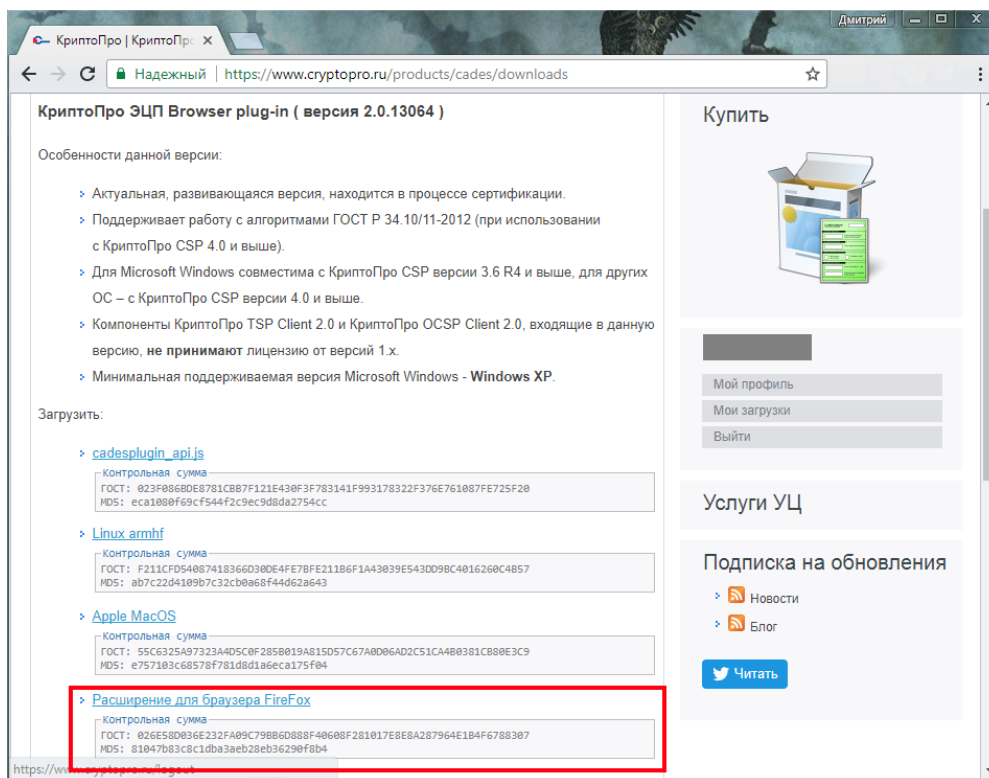 Дмитрий
КриптоПро | КриптоПрс
Надежный | https://www.cryptopro.ru/products/cades/downloads
КриптоПро ЭЦП Browser plug-in ( версия 2.0.13064 )
Особенности данной версии:
Актуальная, развивающаяся версия, находится в процессе сертификации.
Поддерживает работу с алгоритмами ГОСТ Р 34.10/11-2012 (при использовании
с КриптоПро CSP 4.0 и выше).
Для Microsoft Windows совместима с КриптоПро CSP версии 3.6 R4 и выше, для других
ОС – с КриптоПро CSP версии 4.0 и выше.
Компоненты КриптоПро TSP Client 2.0 и КриптоПро OCSP Client 2.0, входящие в данную
версию, не принимают лицензию от версий 1.x.
Минимальная поддерживаемая версия Microsoft Windows - Windows XP.
Загрузить:
cadesplugin_api.js
Контрольная сумма
ГОСТ: 023F086BDE8781CBB7F121E430F3F783141F993178322F376E761087FE725F20
MD5: eca1080f69cf544f2c9ec9d8da2754cc
Linux armhf
Контрольная сумма
ГОСТ: F211CFD54087418366D30DE4FE7BFE211B6F1A43039E543DD9BC4016260C4B57
MD5: ab7c22d4109b7c32cb0a68f44d62a643
Apple MacOS
Контрольная сумма
ГОСТ: 55C6325A97323A4D5C0F285B019A815D57C67A0D06AD2C51CA4B0381CB80E3C9
MD5: e757103c68578f781d8d1a6eca175f04
Расширение для браузера FireFox
Контрольная сумма
ГОСТ: 026E58D036E232FA09C79BB6D888F40608F281017E8E8A287964E1B4F6788307
MD5: 81047b83c8c1dba3aeb28eb36290f8b4
https://www.cryptopro.ru/logout
Купить
Мой профиль
Мои загрузки
Выйти
Услуги УЦ
Подписка на обновления
Новости
Блог
Читать